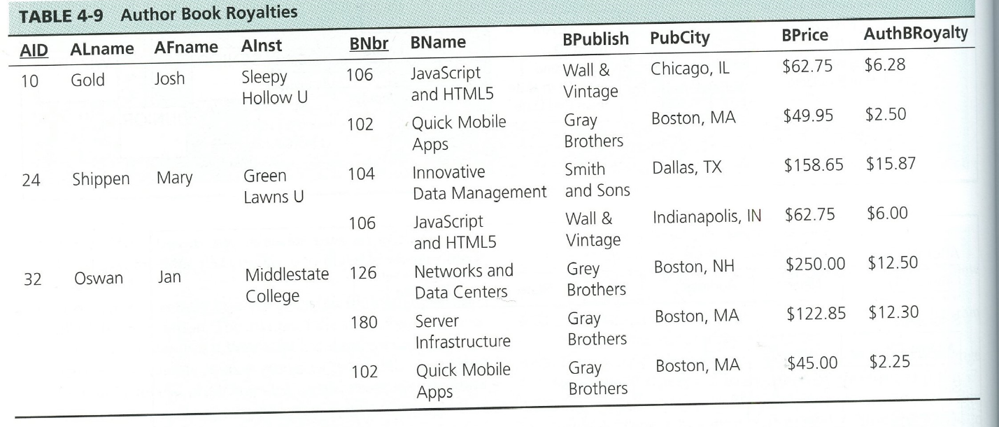 TABLE 4-9 Author Book Royalties
AID ALname AFname AInst BNbr BName BPublish PubCity BPrice AuthBRoyalty
10 Gold Josh Sleepy 106 JavaScript Wall & Chicago, IL $62.75 $6.28
Hollow U and HTML5 Vintage
102 Quick Mobile Gray Boston, MA $49.95 $2.50
Apps Brothers
24 Shippen Mary Green 104 Innovative Smith Dallas, TX $158.65 $15.87
Lawns U Data Management and Sons
106 JavaScript Wall & Indianapolis, IN $62.75 $6.00
and HTML5 Vintage
32 Oswan Jan Middlestate 126 Networks and Grey Boston, NH $250.00 $12.50
College Data Centers Brothers
180 Server Gray Boston, MA $122.85 $12.30
Infrastructure Brothers
102 Quick Mobile Gray Boston, MA $45.00 $2.25
Apps Brothers